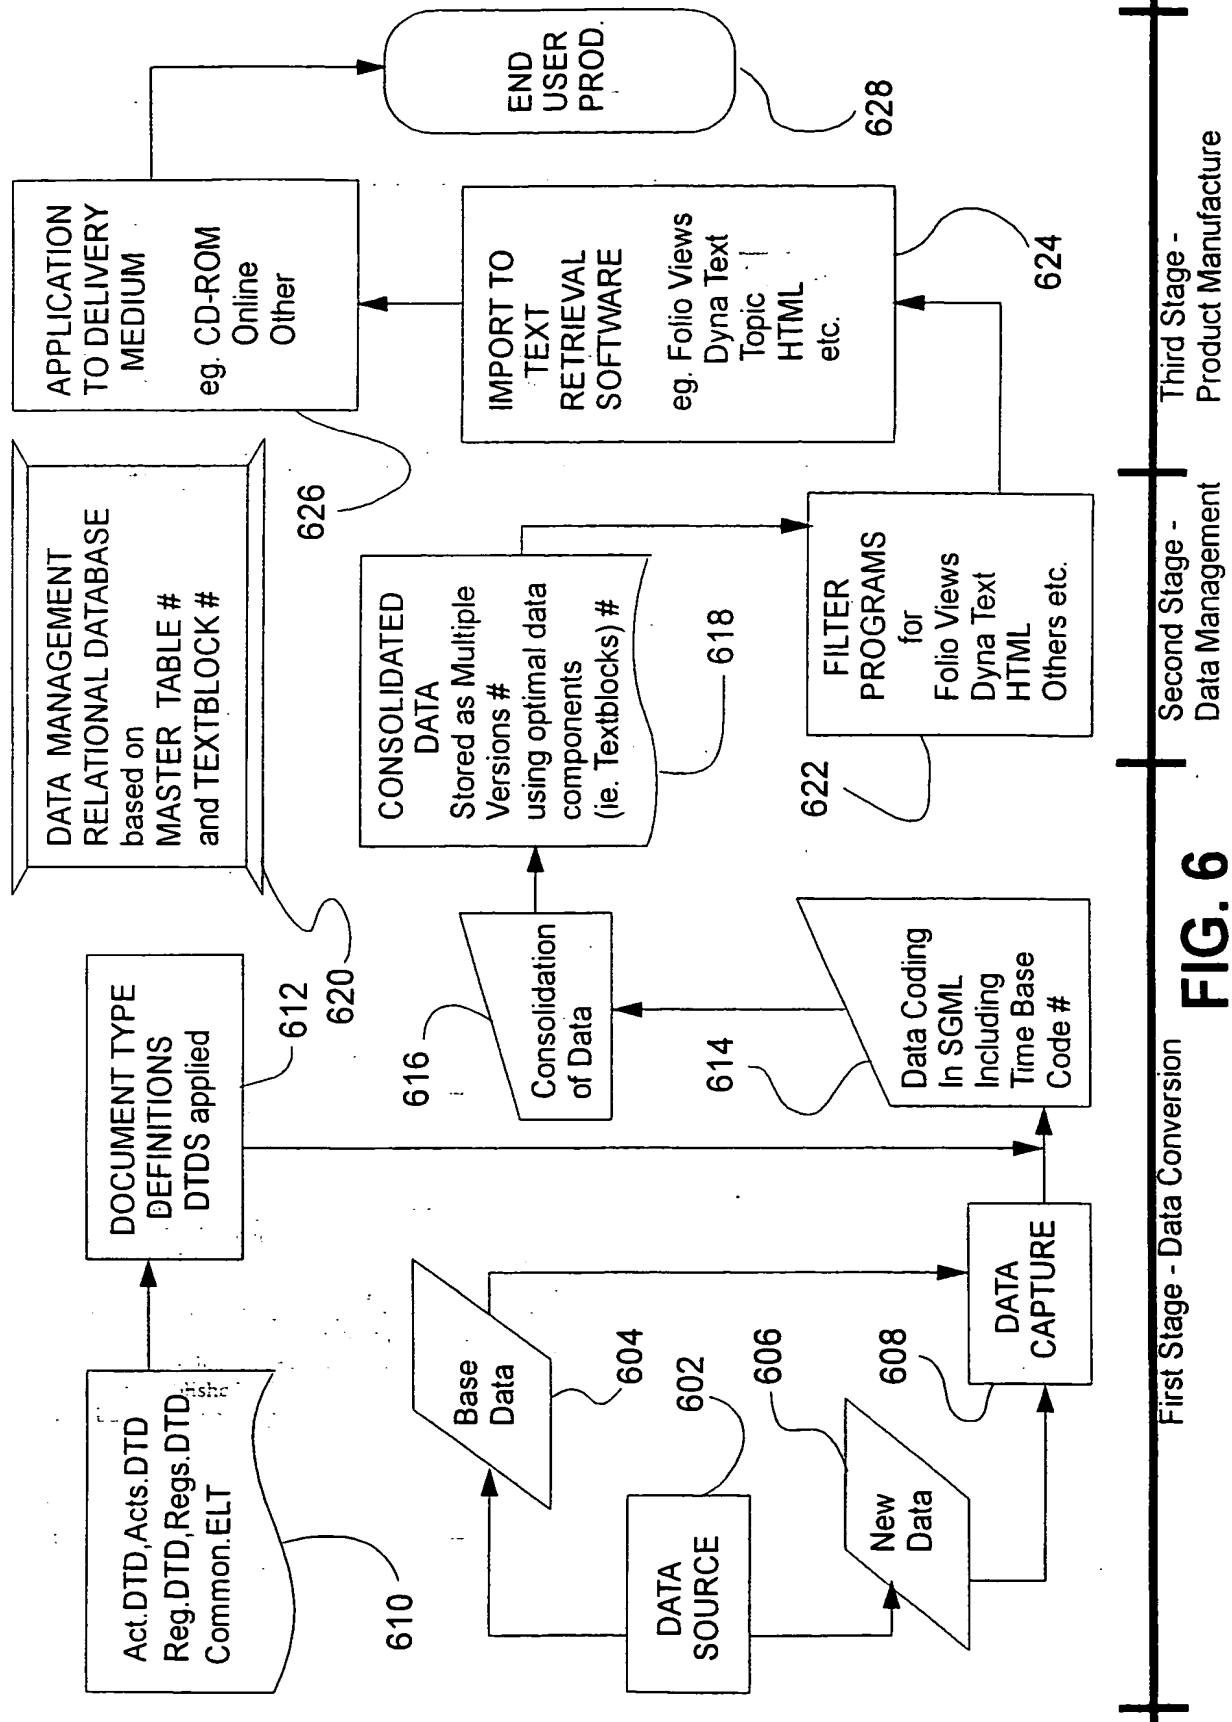 Act.DTD,Acts.DTD
Reg.DTD,Regs.DTD
Common.ELT
610
DOCUMENT TYPE
DEFINITIONS
DTDS applied
612
DATA MANAGEMENT
RELATIONAL DATABASE
based on
MASTER TABLE #
and TEXTBLOCK #
620
APPLICATION
TO DELIVERY
MEDIUM
eg. CD-ROM
Online
Other
626
END
USER
PROD.
628
DATA
SOURCE
602
Base
Data
604
New
Data
606
DATA
CAPTURE
608
Data Coding
In SGML
Including
Time Base
Code #
614
Consolidation
of Data
616
CONSOLIDATED
DATA
Stored as Multiple
Versions #
using optimal data
components
(ie. Textblocks) #
618
FILTER
PROGRAMS
for
Folio Views
Dyna Text
HTML
Others etc.
622
IMPORT TO
TEXT
RETRIEVAL
SOFTWARE
eg. Folio Views
Dyna Text
Topic
HTML
etc.
624
First Stage - Data Conversion
Second Stage -
Data Management
Third Stage -
Product Manufacture
FIG. 6